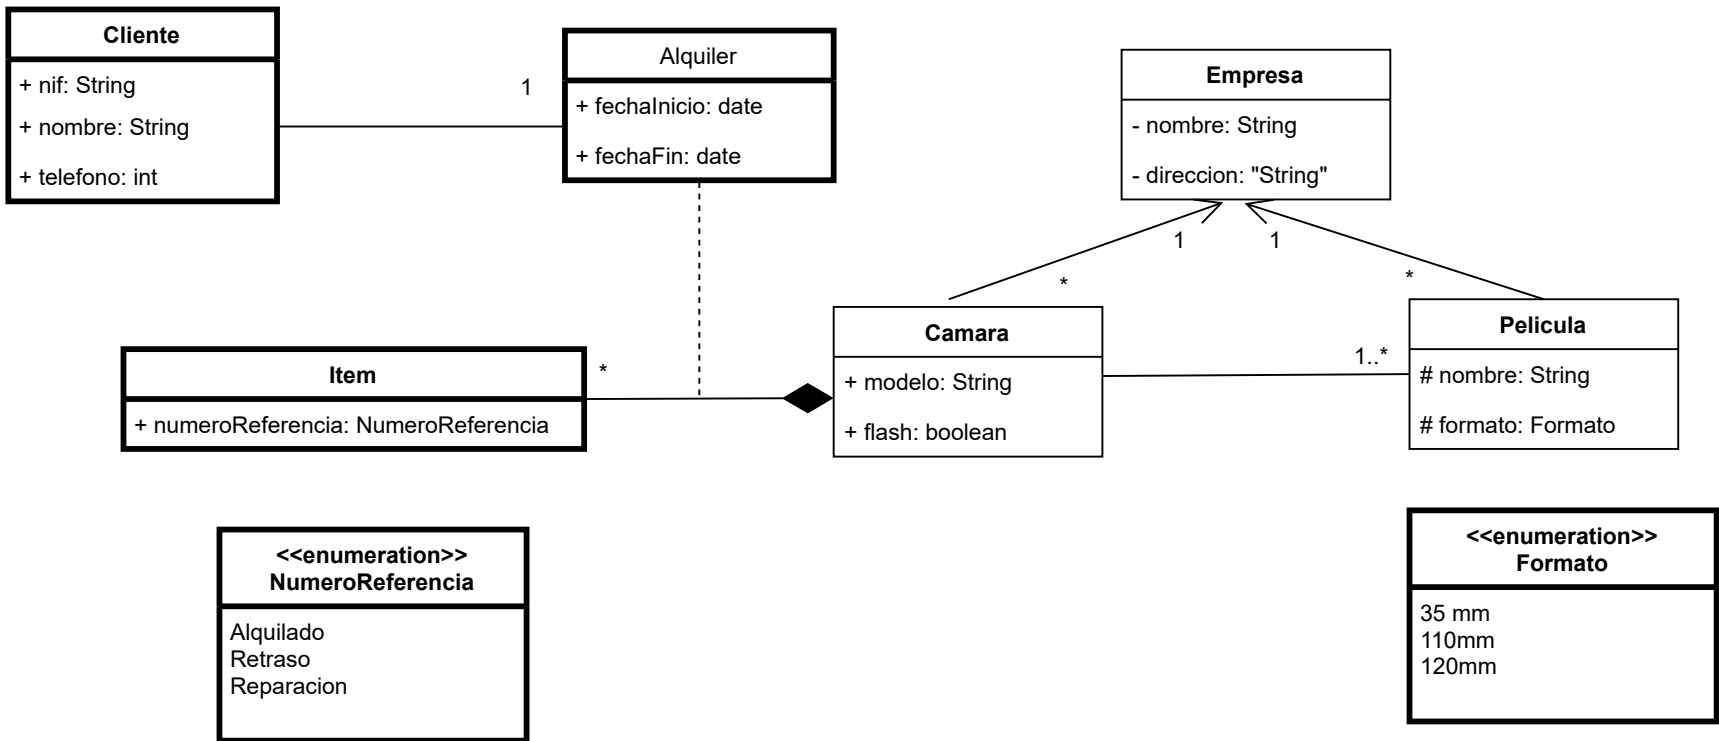 Cliente
+ nif: String
+ nombre: String
+ telefono: int
1
Alquiler
+ fechaInicio: date
+ fechaFin: date
Empresa
- nombre: String
- direccion: "String"
1
1
*
*
Item
+ numeroReferencia: NumeroReferencia
*
Camara
+ modelo: String
+ flash: boolean
1..*
Pelicula
# nombre: String
# formato: Formato
<<enumeration>>
NumeroReferencia
Alquilado
Retraso
Reparacion
<<enumeration>>
Formato
35 mm
110mm
120mm